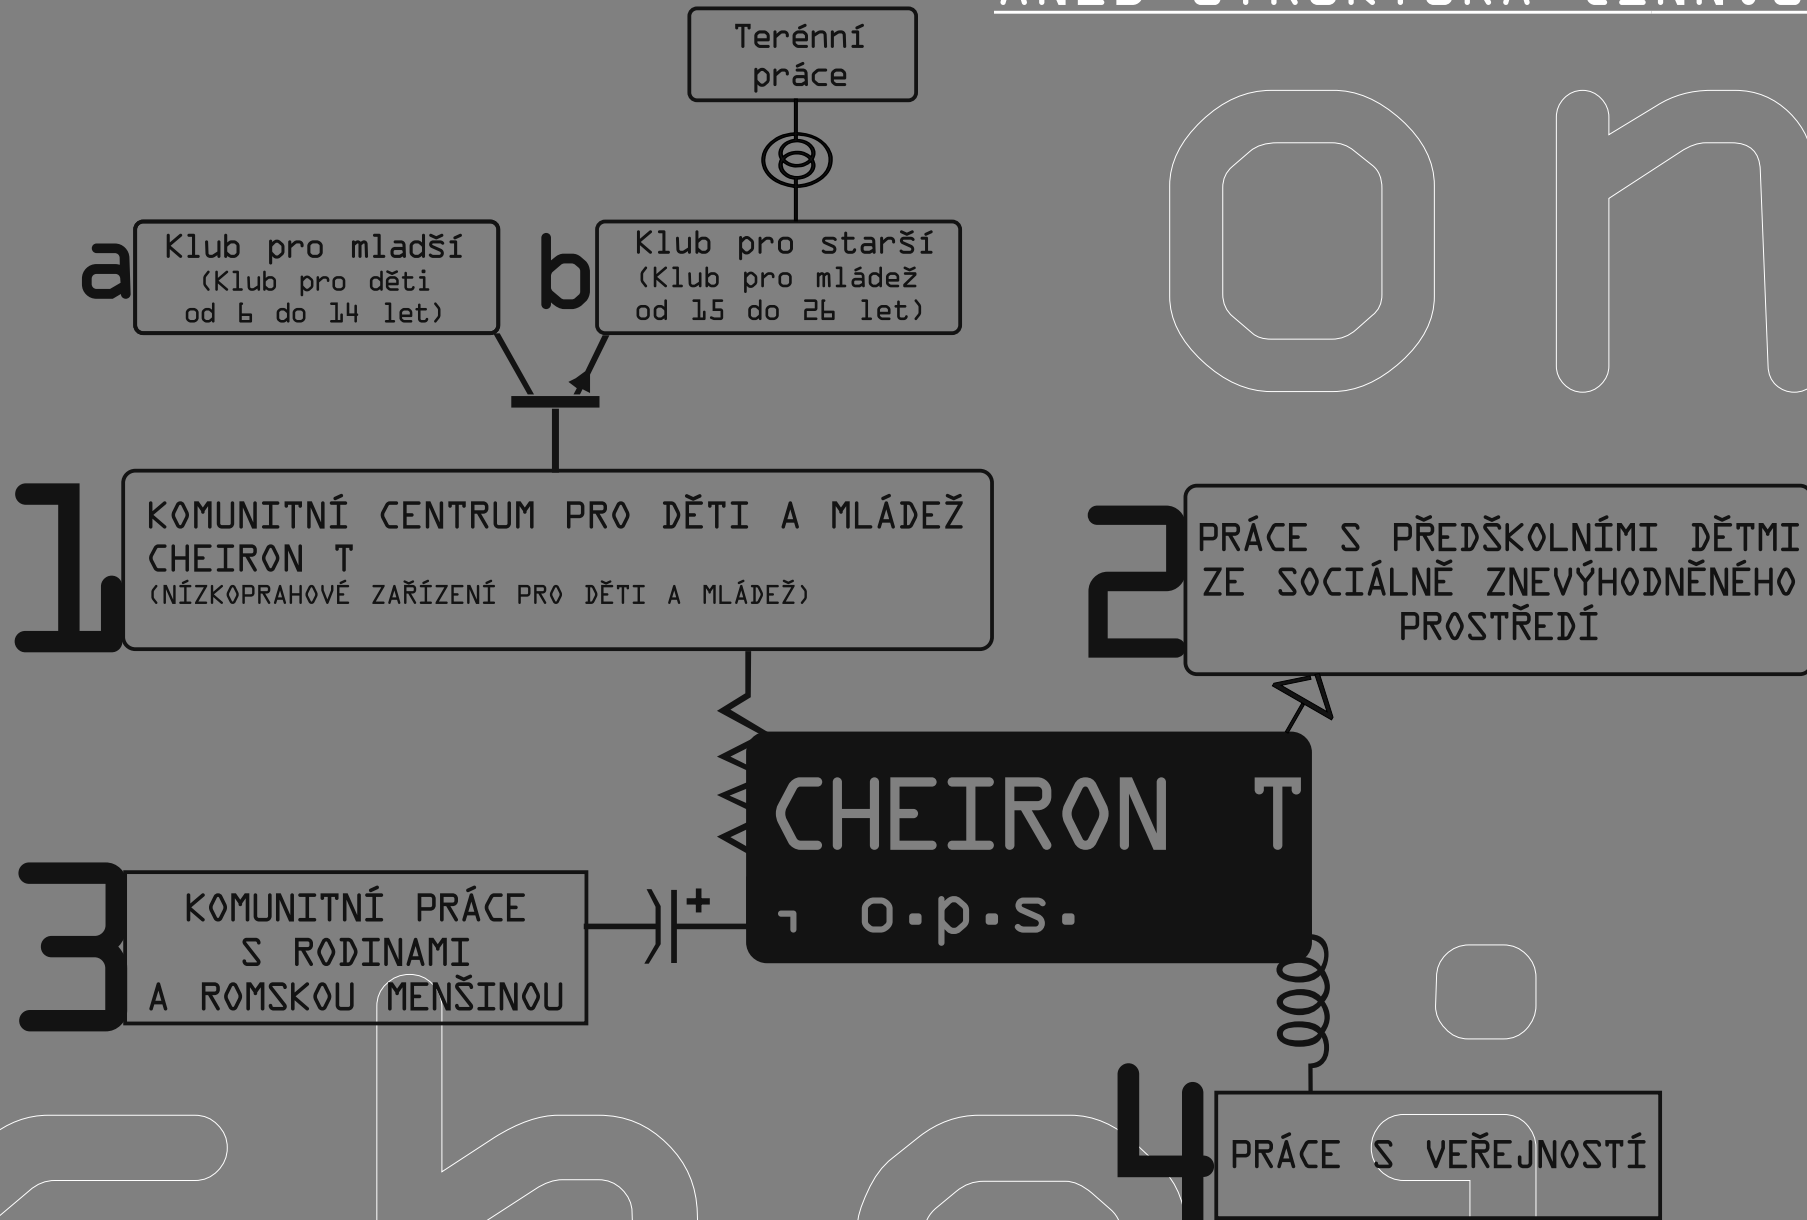 Terénní
práce
a
Klub pro mladší
(Klub pro děti
od 6 do 14 let)
b
Klub pro starší
(Klub pro mládež
od 15 do 26 let)
1
KOMUNITNÍ CENTRUM PRO DĚTI A MLÁDEŽ
CHEIRON T
(NÍZKOPRAHOVÉ ZAŘÍZENÍ PRO DĚTI A MLÁDEŽ)
2
PRÁCE S PŘEDŠKOLNÍMI DĚTMI
ZE SOCIÁLNĚ ZNEVÝHODNĚNÉHO
PROSTŘEDÍ
CHEIRON T
, o.p.s.
3
KOMUNITNÍ PRÁCE
S RODINAMI
A ROMSKOU MENŠINOU
+
4
PRÁCE S VEŘEJNOSTÍ